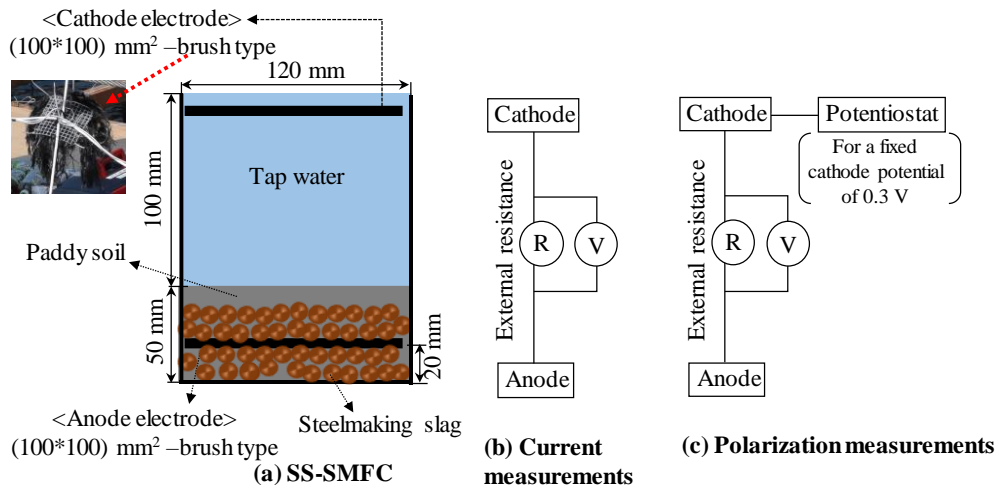 <Cathode electrode>
(100*100) mm² –brush type
120 mm
100 mm
Tap water
Paddy soil
50 mm
20 mm
<Anode electrode>
(100*100) mm² –brush type
Steelmaking slag
(a) SS-SMFC
Cathode
External resistance
R
V
Anode
(b) Current
measurements
Cathode
Potentiostat
For a fixed
cathode potential
of 0.3 V
External resistance
R
V
Anode
(c) Polarization measurements